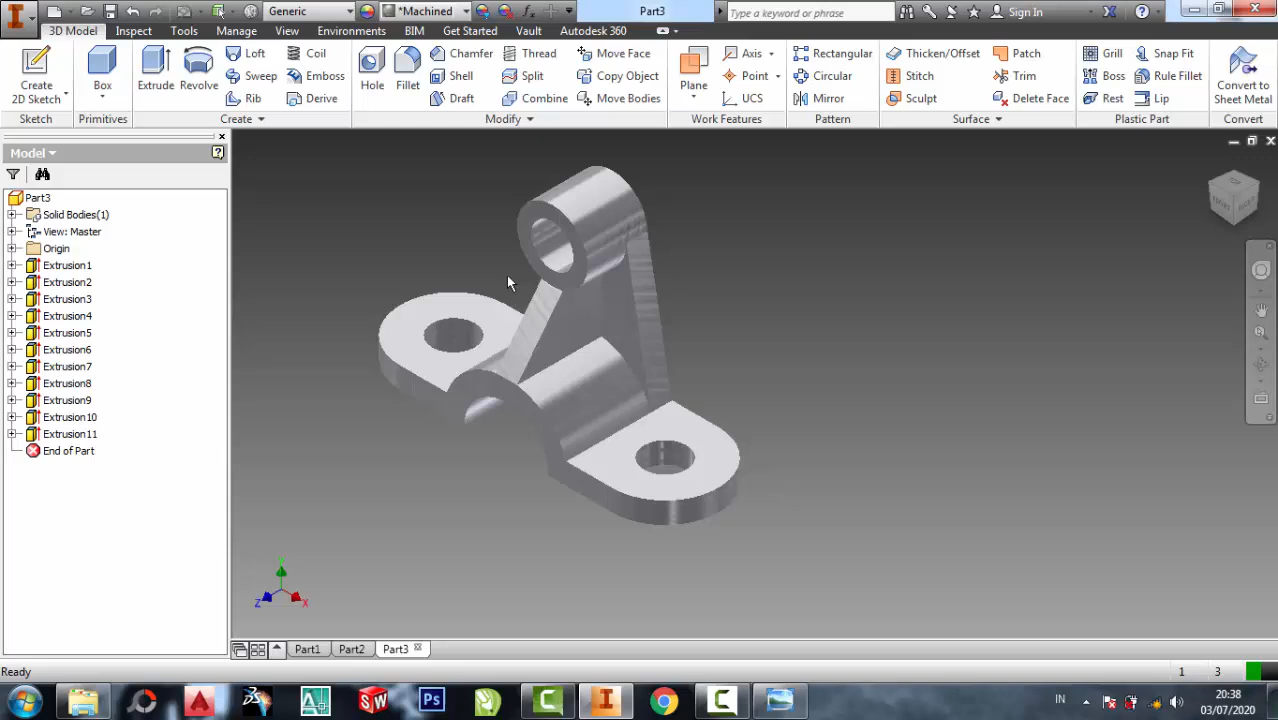 Generic
*Machined
Part3
Type a keyword or phrase
Sign In
3D Model Inspect Tools Manage View Environments BIM Get Started Vault Autodesk 360
Create
2D Sketch
Sketch
Box
Primitives
Extrude
Revolve
Loft
Sweep
Rib
Coil
Emboss
Derive
Create
Hole
Fillet
Chamfer
Shell
Draft
Thread
Split
Combine
Move Face
Copy Object
Move Bodies
Modify
Plane
Axis
Point
UCS
Work Features
Rectangular
Circular
Mirror
Pattern
Thicken/Offset
Stitch
Sculpt
Patch
Trim
Delete Face
Surface
Grill
Boss
Rest
Snap Fit
Rule Fillet
Lip
Plastic Part
Convert to
Sheet Metal
Convert
Model
Part3
Solid Bodies(1)
View: Master
Origin
Extrusion1
Extrusion2
Extrusion3
Extrusion4
Extrusion5
Extrusion6
Extrusion7
Extrusion8
Extrusion9
Extrusion10
Extrusion11
End of Part
Z
X
Part1 Part2 Part3
Ready
1 3
SW
Ps
IN
20:38
03/07/2020